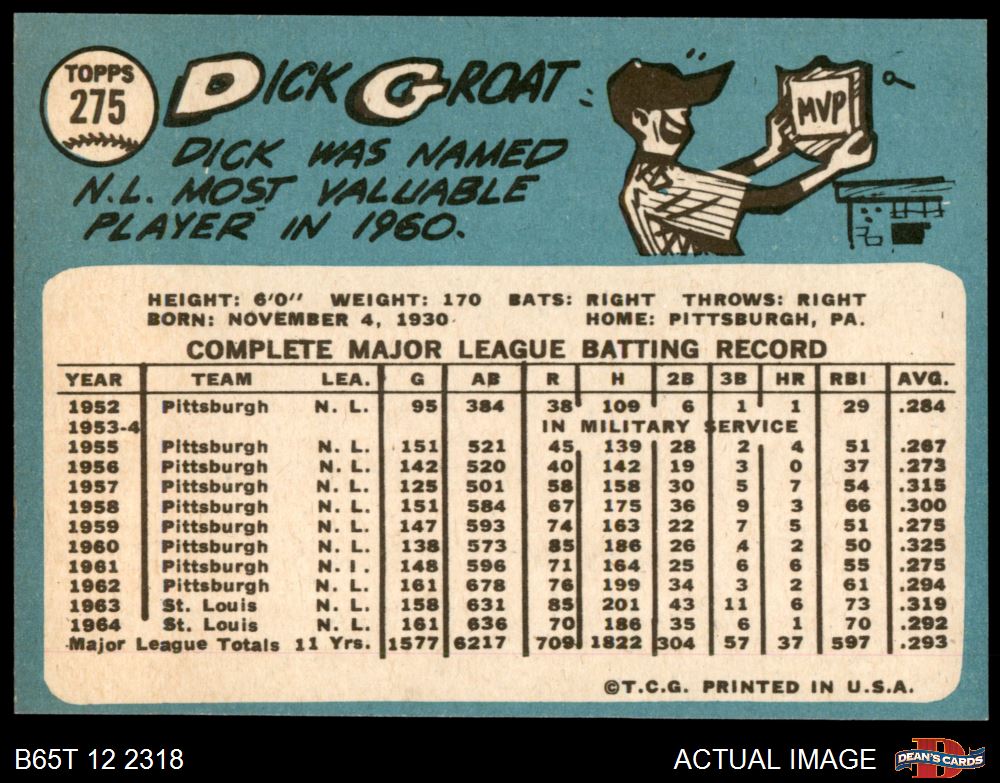 TOPPS
275
DICK GROAT
DICK WAS NAMED
N.L. MOST VALUABLE
PLAYER IN 1960.
MVP
HEIGHT: 6'0" WEIGHT: 170 BATS: RIGHT THROWS: RIGHT
BORN: NOVEMBER 4, 1930 HOME: PITTSBURGH, PA.
COMPLETE MAJOR LEAGUE BATTING RECORD
YEAR TEAM LEA. G AB R H 2B 3B HR RBI AVG.
1952 Pittsburgh N. L. 95 384 38 109 6 1 1 29 .284
1953-4 IN MILITARY SERVICE
1955 Pittsburgh N. L. 151 521 45 139 28 2 4 51 .267
1956 Pittsburgh N. L. 142 520 40 142 19 3 0 37 .273
1957 Pittsburgh N. L. 125 501 58 158 30 5 7 54 .315
1958 Pittsburgh N. L. 151 584 67 175 36 9 3 66 .300
1959 Pittsburgh N. L. 147 593 74 163 22 7 5 51 .275
1960 Pittsburgh N. L. 138 573 85 186 26 4 2 50 .325
1961 Pittsburgh N. L. 148 596 71 164 25 6 6 55 .275
1962 Pittsburgh N. L. 161 678 76 199 34 3 2 61 .294
1963 St. Louis N. L. 158 631 85 201 43 11 6 73 .319
1964 St. Louis N. L. 161 636 70 186 35 6 1 70 .292
Major League Totals 11 Yrs. 1577 6217 709 1822 304 57 37 597 .293
©T.C.G. PRINTED IN U.S.A.
B65T 12 2318 ACTUAL IMAGE DEAN'S CARDS